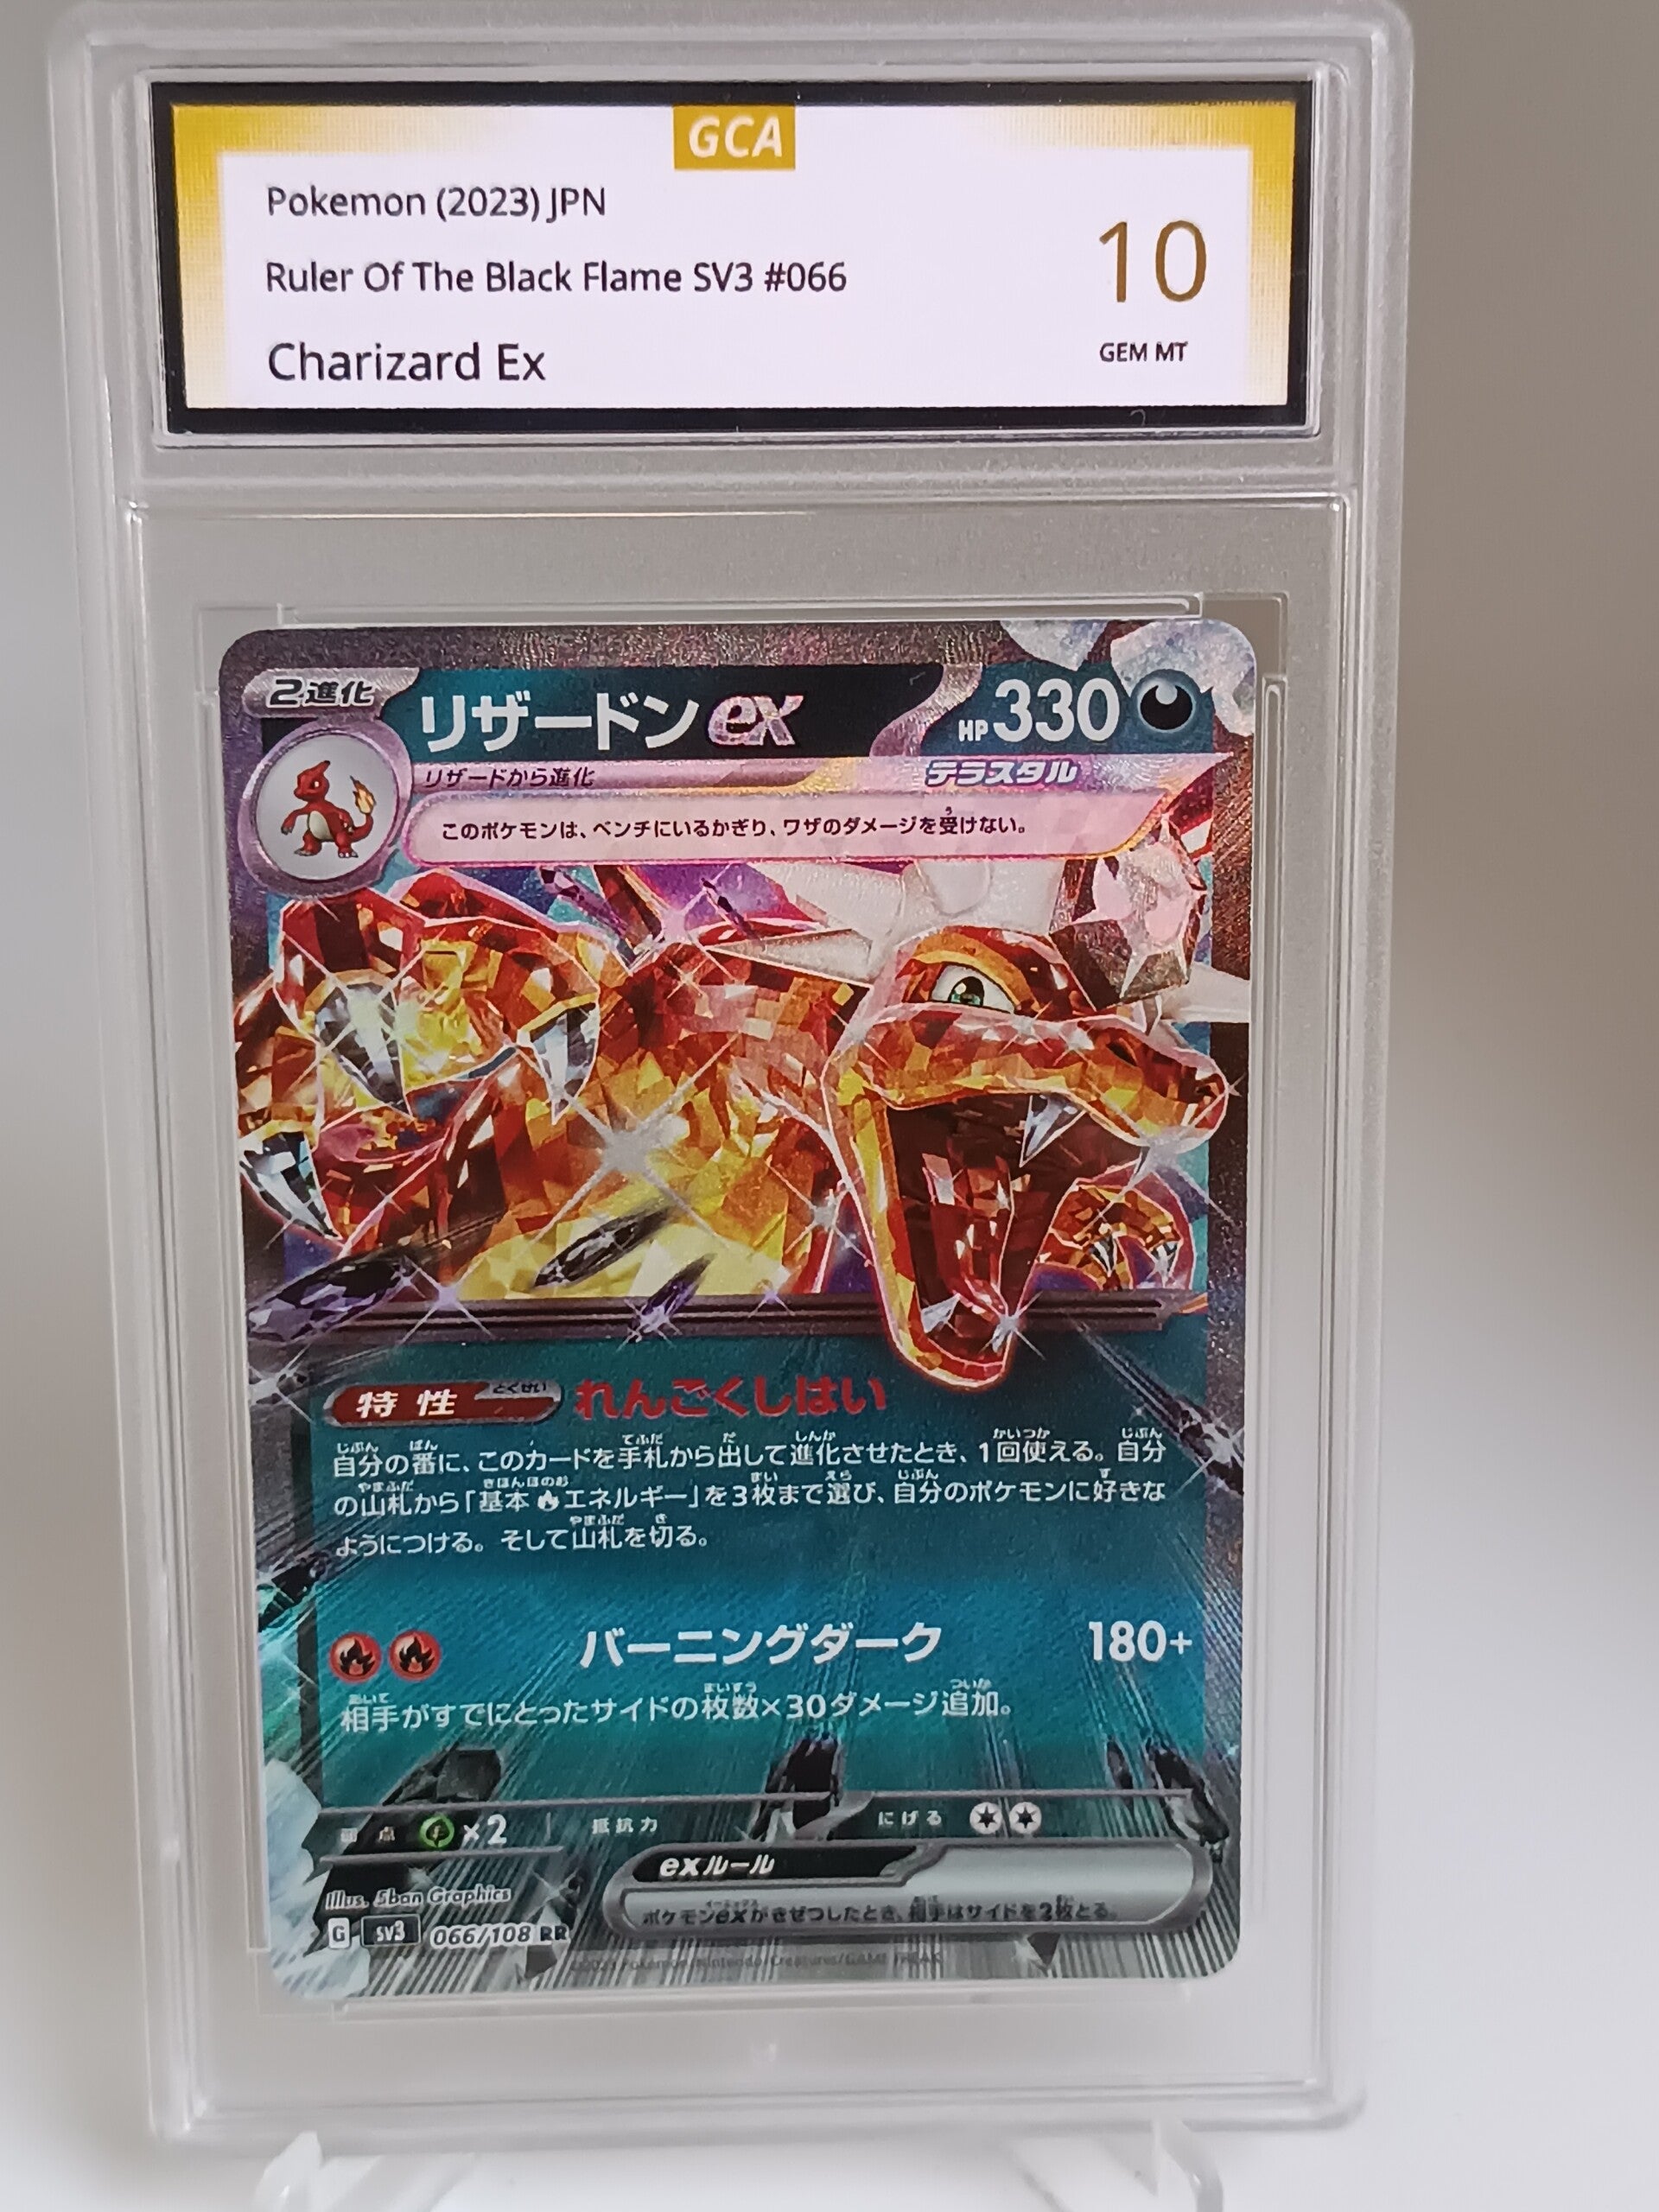 GCA
Pokemon (2023) JPN
Ruler Of The Black Flame SV3 #066
10
Charizard Ex
GEM MT
2進化
リザードンex
HP330
リザードから進化
テラスタル
このポケモンは、ベンチにいるかぎり、ワザのダメージを受けない。
特性 れんごくしはい
自分の番に、このカードを手札から出して進化させたとき、1回使える。自分
の山札から「基本エネルギー」を3枚まで選び、自分のポケモンに好きな
ようにつける。そして山札を切る。
バーニングダーク 180+
相手がすでにとったサイドの枚数×30ダメージ追加。
弱点 ×2 抵抗力 にげる
exルール
ポケモンexがきぜつしたとき、相手はサイドを2枚とる。
Illus. 5ban Graphics
G SV3 066/108 RR
©2023 Pokémon/Nintendo/Creatures/GAME FREAK